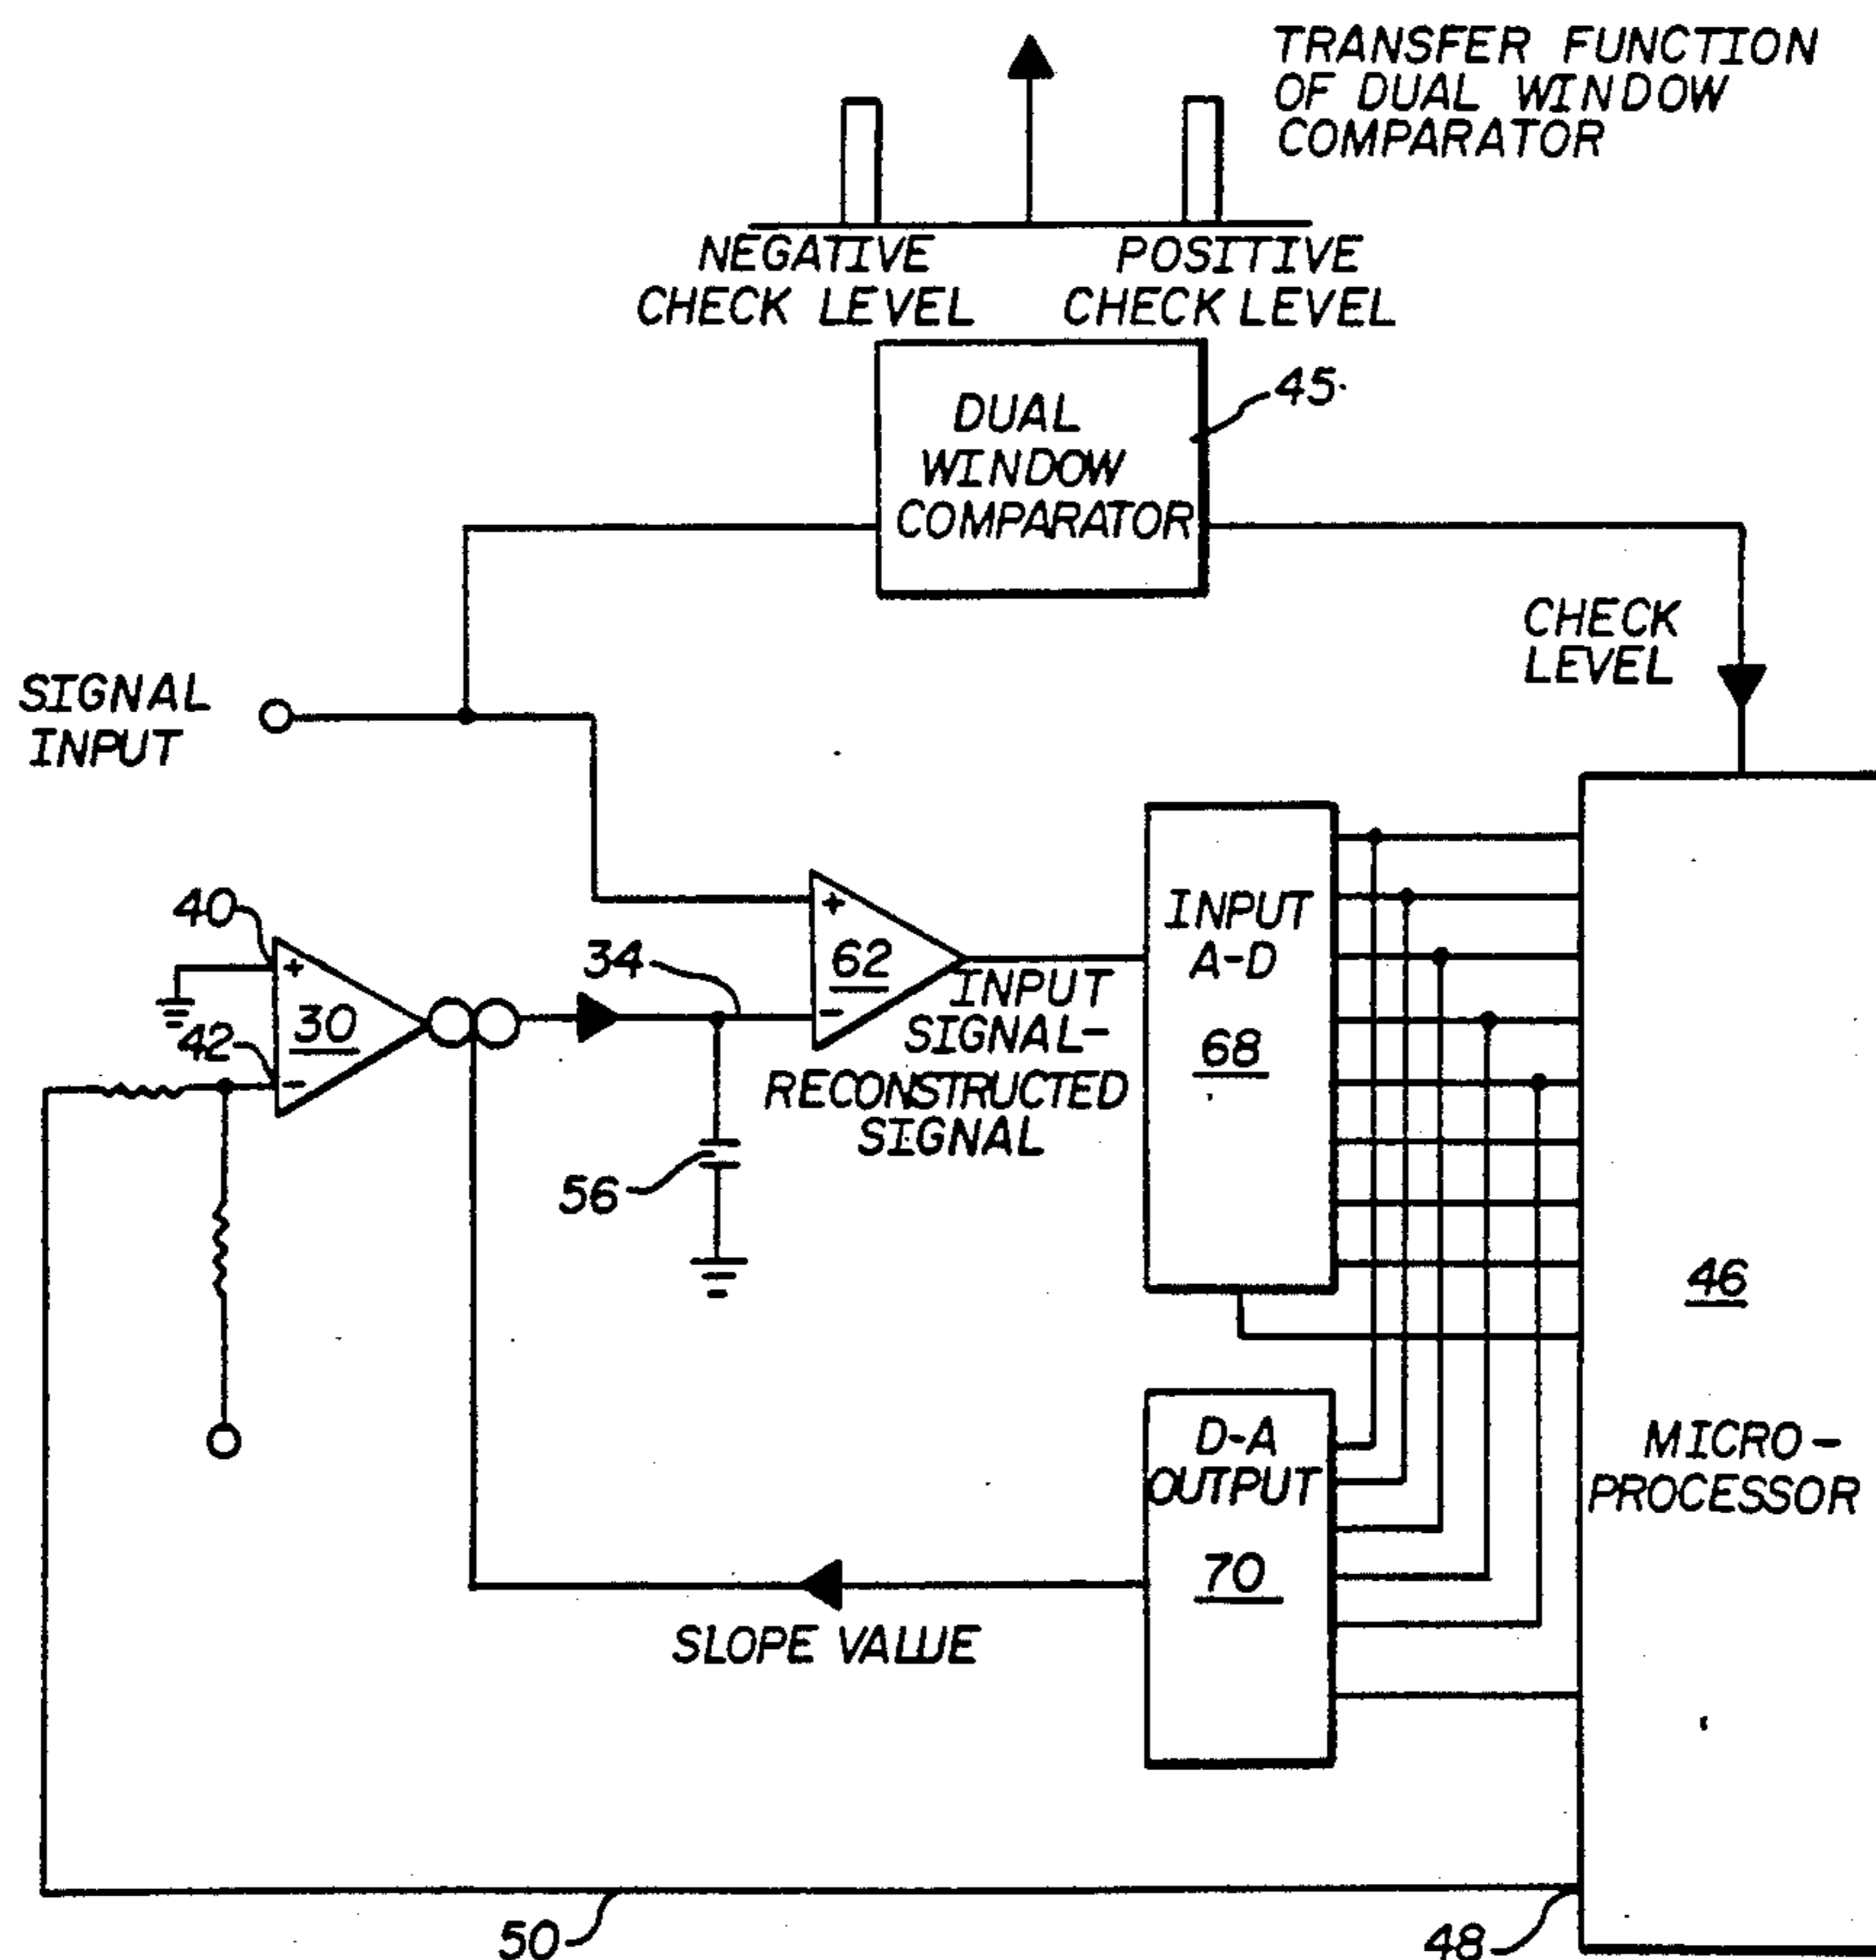 TRANSFER FUNCTION
OF DUAL WINDOW
COMPARATOR
NEGATIVE
CHECK LEVEL
POSITIVE
CHECK LEVEL
DUAL
WINDOW
COMPARATOR
45
CHECK
LEVEL
SIGNAL
INPUT
40
+
30
42
-
34
+
62
-
INPUT
SIGNAL-
RECONSTRUCTED
SIGNAL
56
INPUT
A-D
68
46
MICRO-
PROCESSOR
D-A
OUTPUT
70
SLOPE VALUE
50
48